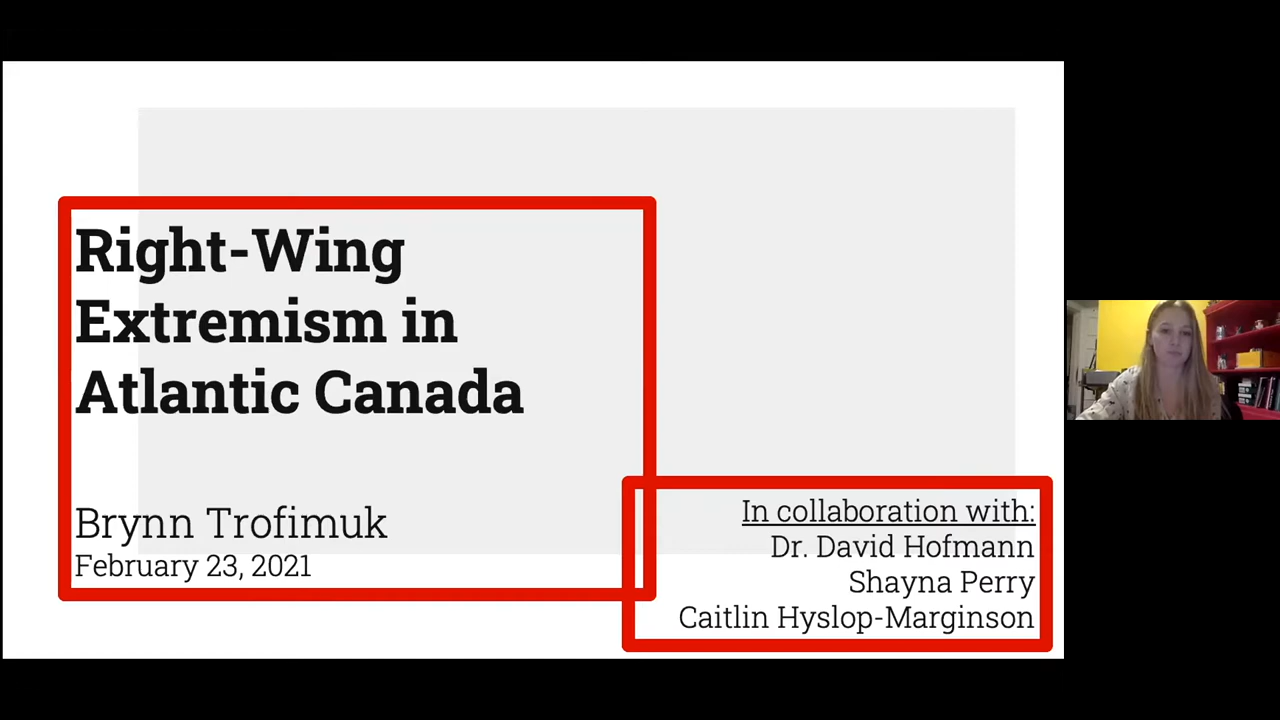 Right-Wing
Extremism in
Atlantic Canada
Brynn Trofimuk
February 23, 2021
In collaboration with:
Dr. David Hofmann
Shayna Perry
Caitlin Hyslop-Marginson